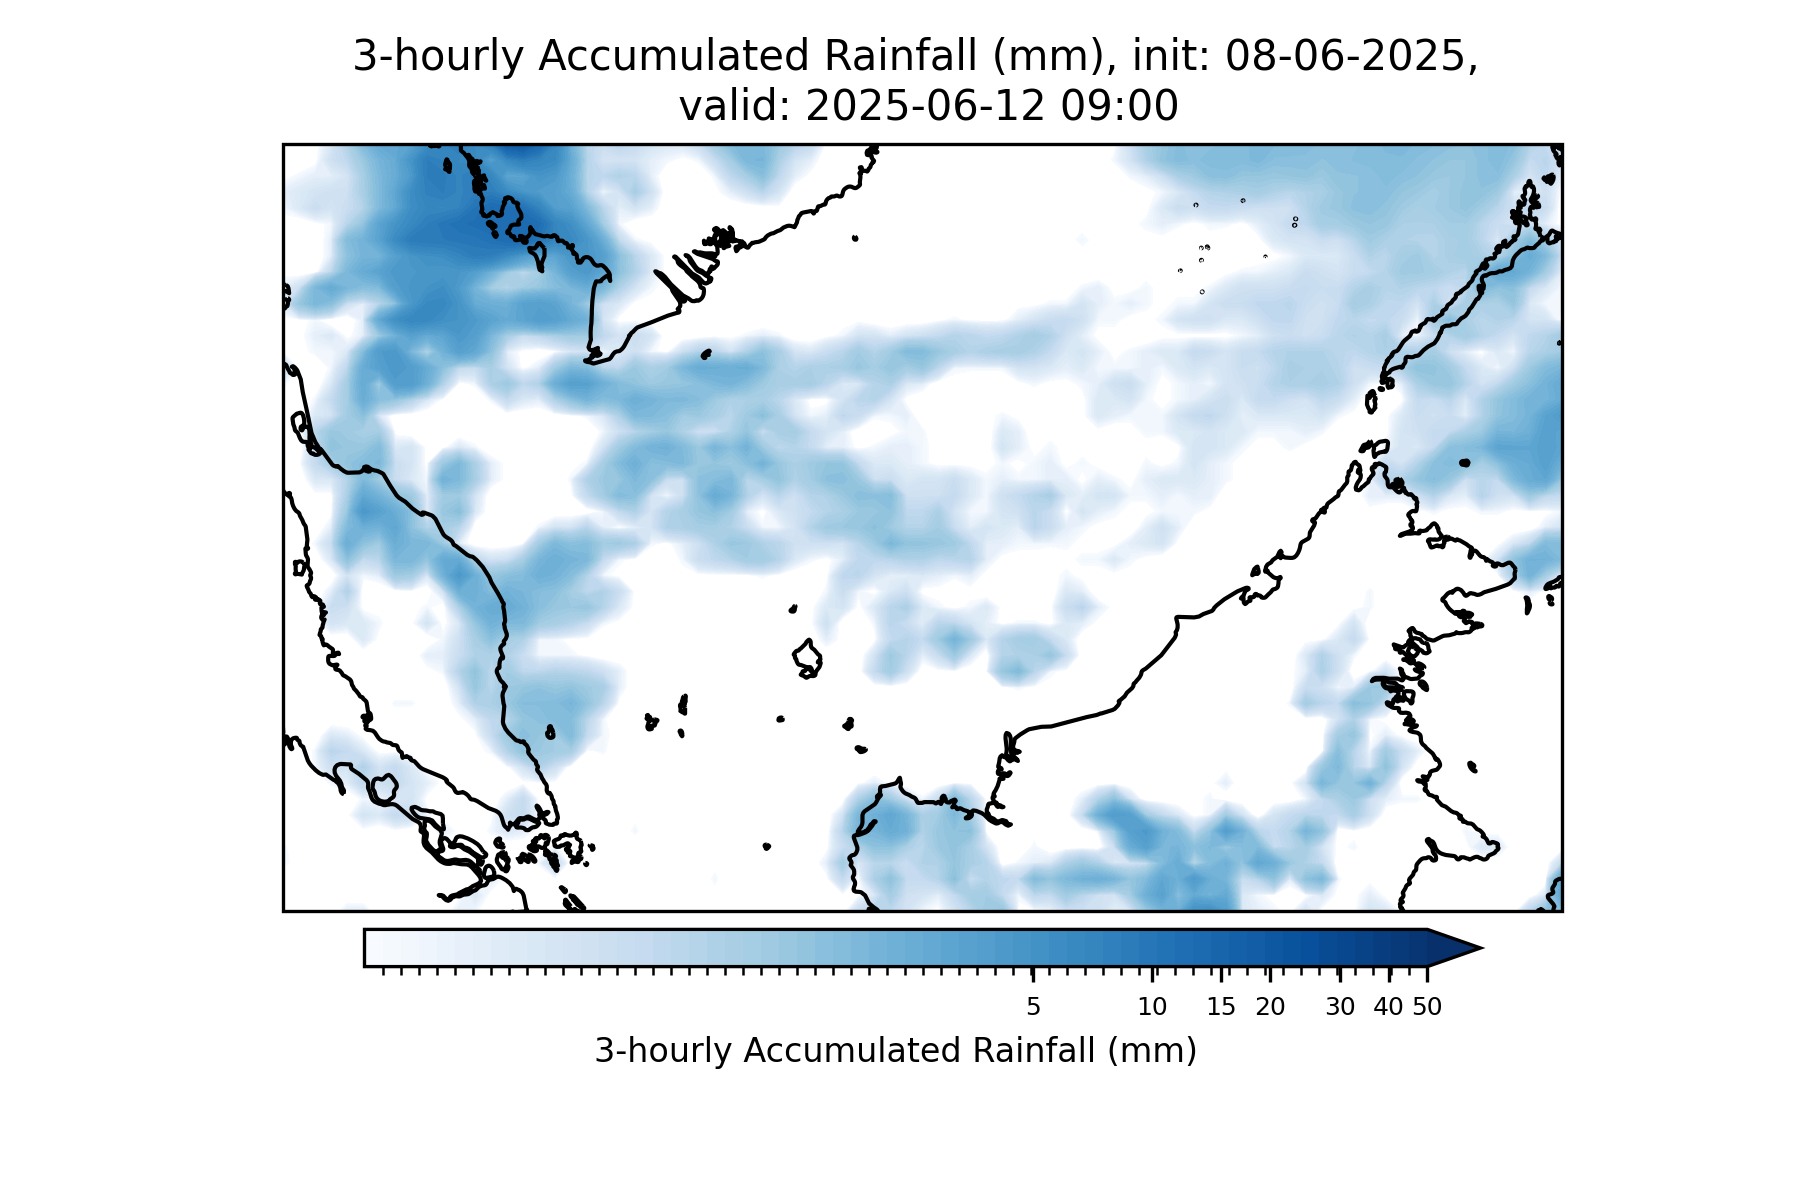 3-hourly Accumulated Rainfall (mm), init: 08-06-2025,
valid: 2025-06-12 09:00
5 10 15 20 30 40 50
3-hourly Accumulated Rainfall (mm)